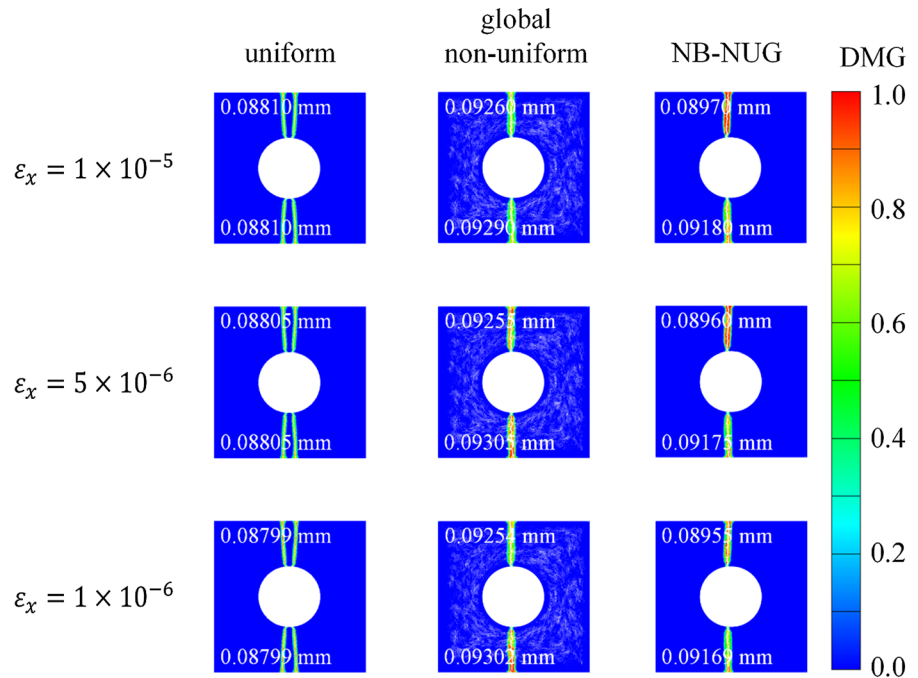 uniform
global
non-uniform
NB-NUG
DMG
εₓ = 1 × 10⁻⁵
0.08810 mm
0.08810 mm
0.09260 mm
0.09290 mm
0.08970 mm
0.09180 mm
εₓ = 5 × 10⁻⁶
0.08805 mm
0.08805 mm
0.09255 mm
0.09305 mm
0.08960 mm
0.09175 mm
εₓ = 1 × 10⁻⁶
0.08799 mm
0.08799 mm
0.09254 mm
0.09302 mm
0.08955 mm
0.09169 mm
1.0
0.8
0.6
0.4
0.2
0.0